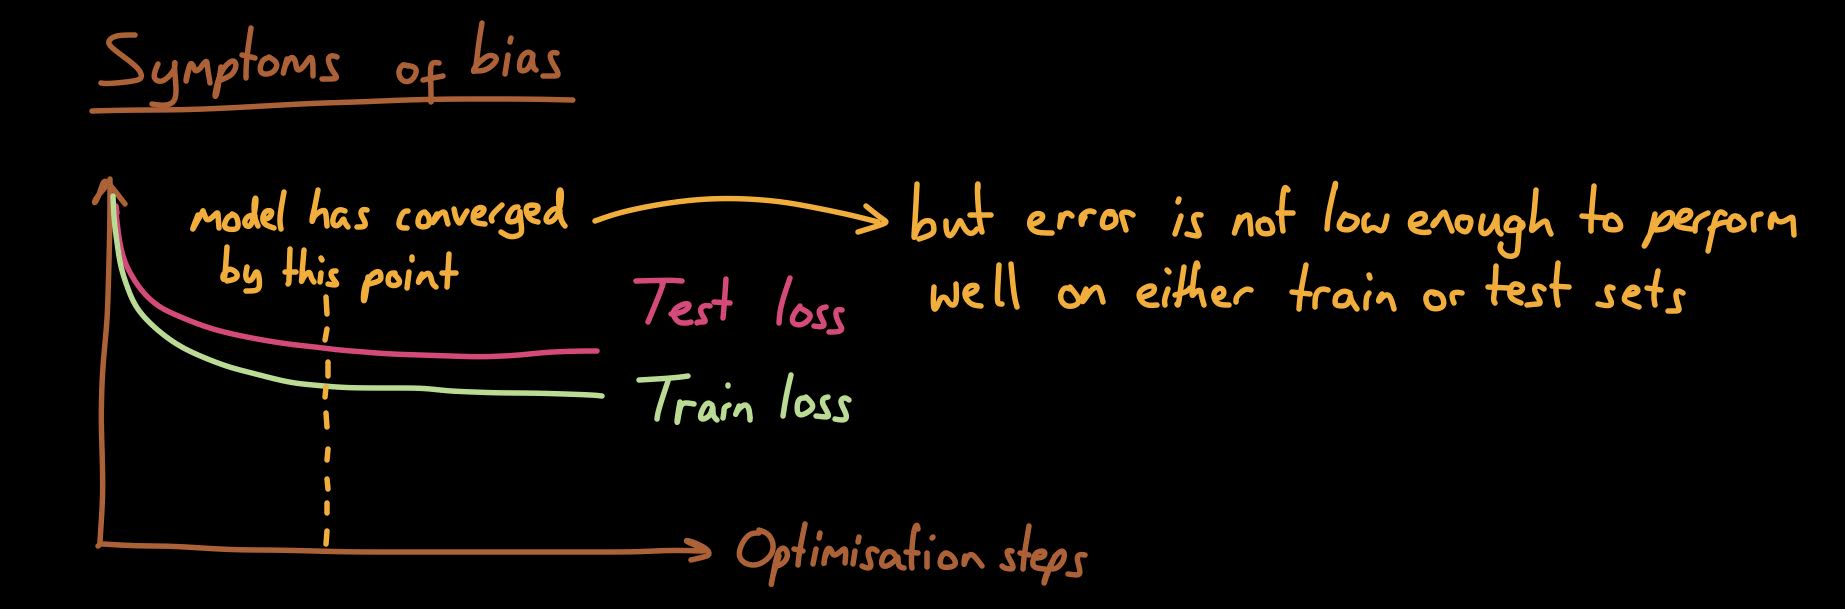 Symptoms of bias
model has converged
by this point
but error is not low enough to perform
well on either train or test sets
Test loss
Train loss
Optimisation steps